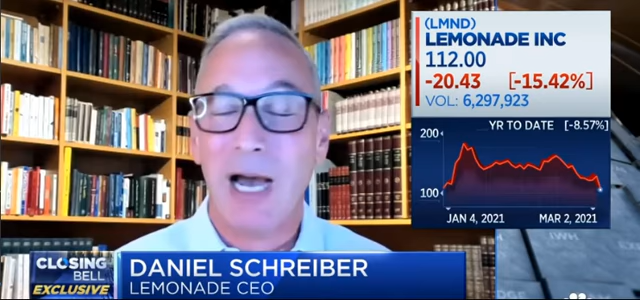 (LMND)
LEMONADE INC
112.00
-20.43 [-15.42%]
VOL: 6,297,923
YR TO DATE [-8.57%]
200
100
JAN 4, 2021 MAR 2, 2021
CLOSING
BELL
EXCLUSIVE
DANIEL SCHREIBER
LEMONADE CEO